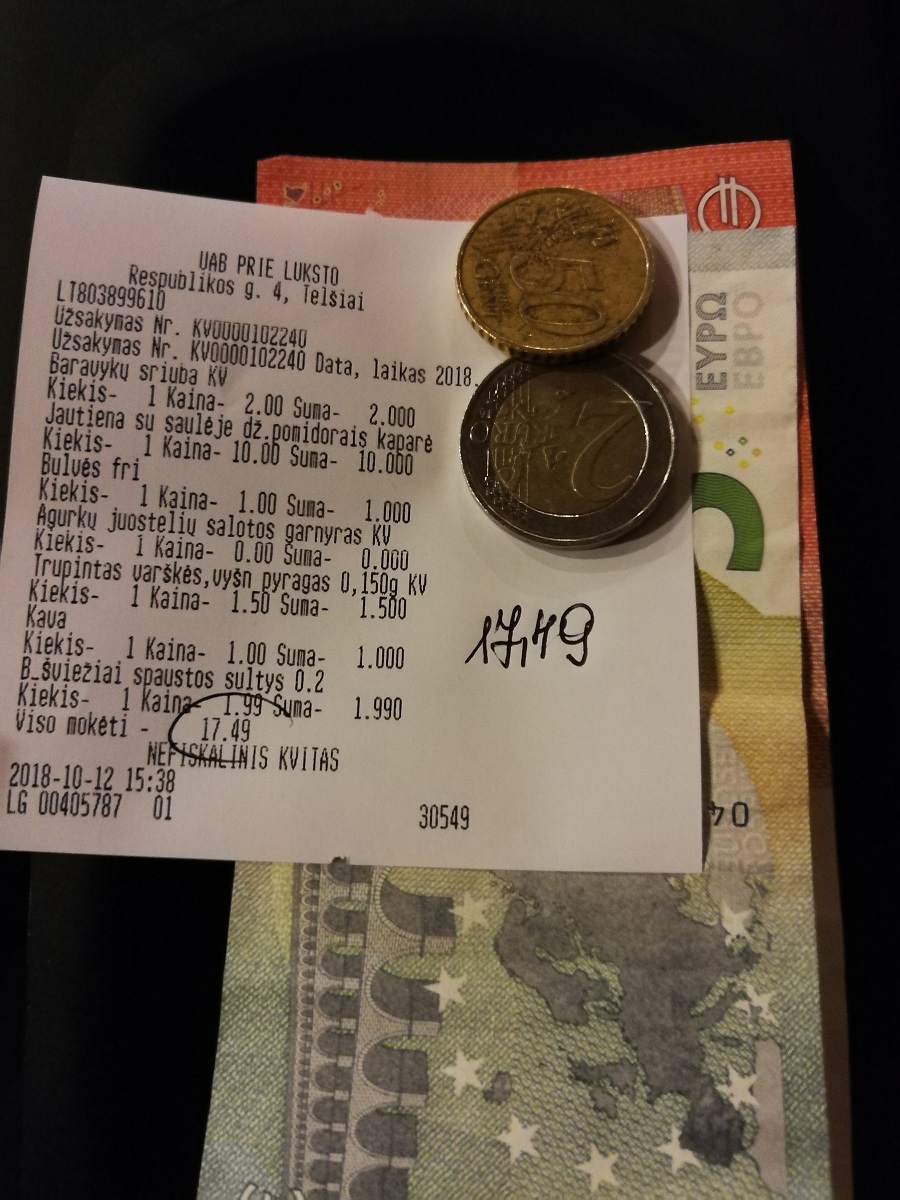 UAB PRIE LUKSTO
Respublikos g. 4, Telšiai
LT803899610
Užsakymas Nr. KV0000102240
Užsakymas Nr. KV0000102240 Data, laikas 2018.
Baravykų sriuba KV
Kiekis- 1 Kaina- 2.00 Suma- 2.000
Jautiena su saulėje dž.pomidorais kaparė
Kiekis- 1 Kaina- 10.00 Suma- 10.000
Bulvės fri
Kiekis- 1 Kaina- 1.00 Suma- 1.000
Agurkų juostelių salotos garnyras KV
Kiekis- 1 Kaina- 0.00 Suma- 0.000
Trupintas varškės,vyšn pyragas 0,150g KV
Kiekis- 1 Kaina- 1.50 Suma- 1.500
Kava
Kiekis- 1 Kaina- 1.00 Suma- 1.000
B_šviežiai spaustos sultys 0.2
Kiekis- 1 Kaina- 1.99 Suma- 1.990
Viso mokėti - 17.49
NEFISKALINIS KVITAS
2018-10-12 15:38
LG 00405787 01 30549
17,49
50
2
ΕΥΡΩ
ЕВРО
04